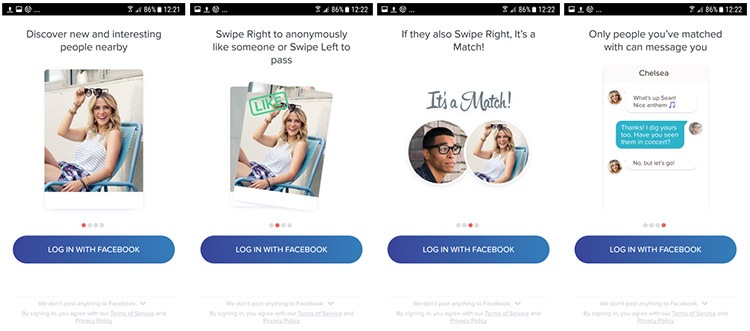 86% 12:21
Discover new and interesting
people nearby
LOG IN WITH FACEBOOK
We don't post anything to Facebook.
By signing in, you agree with our Terms of Service and
Privacy Policy
86% 12:22
Swipe Right to anonymously
like someone or Swipe Left to
pass
LIKE
LOG IN WITH FACEBOOK
We don't post anything to Facebook.
By signing in, you agree with our Terms of Service and
Privacy Policy
86% 12:22
If they also Swipe Right, It's a
Match!
It's a Match!
LOG IN WITH FACEBOOK
We don't post anything to Facebook.
By signing in, you agree with our Terms of Service and
Privacy Policy
86% 12:22
Only people you've matched
with can message you
Chelsea
What's up Sean!
Nice anthem
Thanks! I dig yours
too. Have you seen
them in concert?
No, but let's go!
LOG IN WITH FACEBOOK
We don't post anything to Facebook.
By signing in, you agree with our Terms of Service and
Privacy Policy